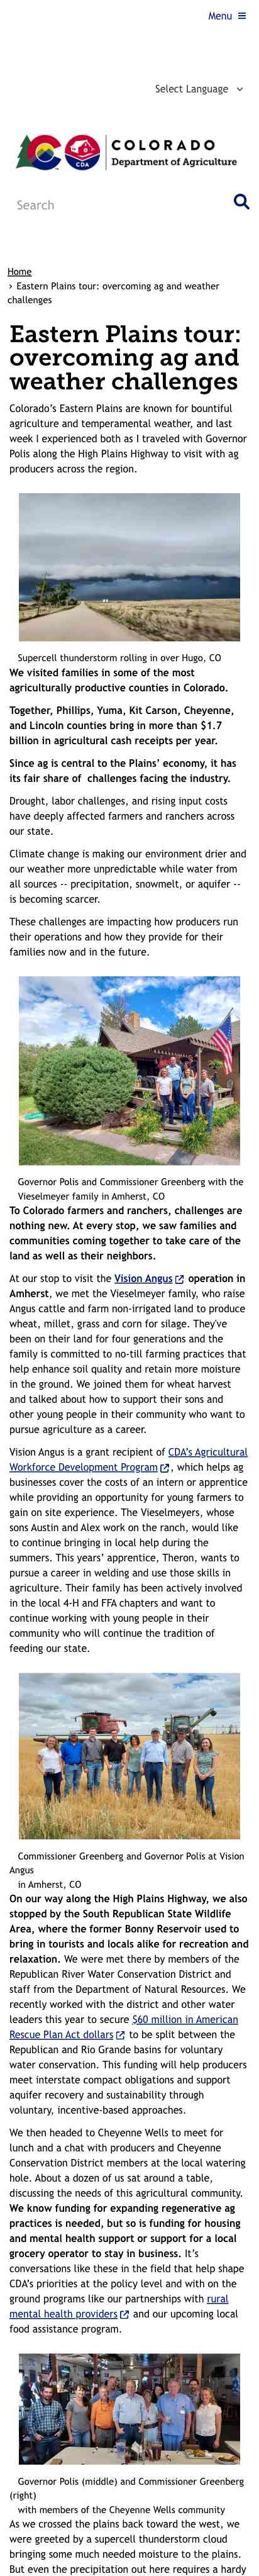 Menu
Select Language
COLORADO
CDA
Department of Agriculture
Search
Home
› Eastern Plains tour: overcoming ag and weather
challenges
Eastern Plains tour:
overcoming ag and
weather challenges
Colorado’s Eastern Plains are known for bountiful
agriculture and temperamental weather, and last
week I experienced both as I traveled with Governor
Polis along the High Plains Highway to visit with ag
producers across the region.
Supercell thunderstorm rolling in over Hugo, CO
We visited families in some of the most
agriculturally productive counties in Colorado.
Together, Phillips, Yuma, Kit Carson, Cheyenne,
and Lincoln counties bring in more than $1.7
billion in agricultural cash receipts per year.
Since ag is central to the Plains’ economy, it has
its fair share of  challenges facing the industry.
Drought, labor challenges, and rising input costs
have deeply affected farmers and ranchers across
our state.
Climate change is making our environment drier and
our weather more unpredictable while water from
all sources -- precipitation, snowmelt, or aquifer --
is becoming scarcer.
These challenges are impacting how producers run
their operations and how they provide for their
families now and in the future.
Governor Polis and Commissioner Greenberg with the
Vieselmeyer family in Amherst, CO
To Colorado farmers and ranchers, challenges are
nothing new. At every stop, we saw families and
communities coming together to take care of the
land as well as their neighbors.
At our stop to visit the Vision Angus operation in
Amherst, we met the Vieselmeyer family, who raise
Angus cattle and farm non-irrigated land to produce
wheat, millet, grass and corn for silage. They've
been on their land for four generations and the
family is committed to no-till farming practices that
help enhance soil quality and retain more moisture
in the ground. We joined them for wheat harvest
and talked about how to support their sons and
other young people in their community who want to
pursue agriculture as a career.
Vision Angus is a grant recipient of CDA’s Agricultural
Workforce Development Program, which helps ag
businesses cover the costs of an intern or apprentice
while providing an opportunity for young farmers to
gain on site experience. The Vieselmeyers, whose
sons Austin and Alex work on the ranch, would like
to continue bringing in local help during the
summers. This years’ apprentice, Theron, wants to
pursue a career in welding and use those skills in
agriculture. Their family has been actively involved
in the local 4-H and FFA chapters and want to
continue working with young people in their
community who will continue the tradition of
feeding our state.
Commissioner Greenberg and Governor Polis at Vision
Angus
in Amherst, CO
On our way along the High Plains Highway, we also
stopped by the South Republican State Wildlife
Area, where the former Bonny Reservoir used to
bring in tourists and locals alike for recreation and
relaxation. We were met there by members of the
Republican River Water Conservation District and
staff from the Department of Natural Resources. We
recently worked with the district and other water
leaders this year to secure $60 million in American
Rescue Plan Act dollars to be split between the
Republican and Rio Grande basins for voluntary
water conservation. This funding will help producers
meet interstate compact obligations and support
aquifer recovery and sustainability through
voluntary, incentive-based approaches.
We then headed to Cheyenne Wells to meet for
lunch and a chat with producers and Cheyenne
Conservation District members at the local watering
hole. About a dozen of us sat around a table,
discussing the needs of this agricultural community.
We know funding for expanding regenerative ag
practices is needed, but so is funding for housing
and mental health support or support for a local
grocery operator to stay in business. It’s
conversations like these in the field that help shape
CDA’s priorities at the policy level and with on the
ground programs like our partnerships with rural
mental health providers and our upcoming local
food assistance program.
Governor Polis (middle) and Commissioner Greenberg
(right)
with members of the Cheyenne Wells community
As we crossed the plains back toward the west, we
were greeted by a supercell thunderstorm cloud
bringing some much needed moisture to the plains.
But even the precipitation out here requires a hardy